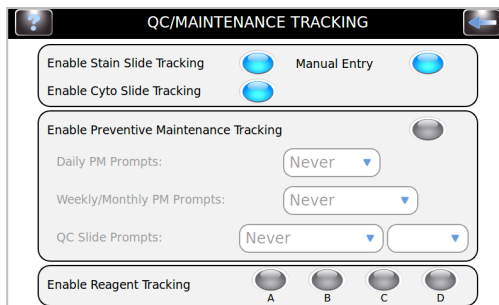 ? QC/MAINTENANCE TRACKING
Enable Stain Slide Tracking Manual Entry
Enable Cyto Slide Tracking
Enable Preventive Maintenance Tracking
Daily PM Prompts: Never
Weekly/Monthly PM Prompts: Never
QC Slide Prompts: Never
Enable Reagent Tracking
A B C D